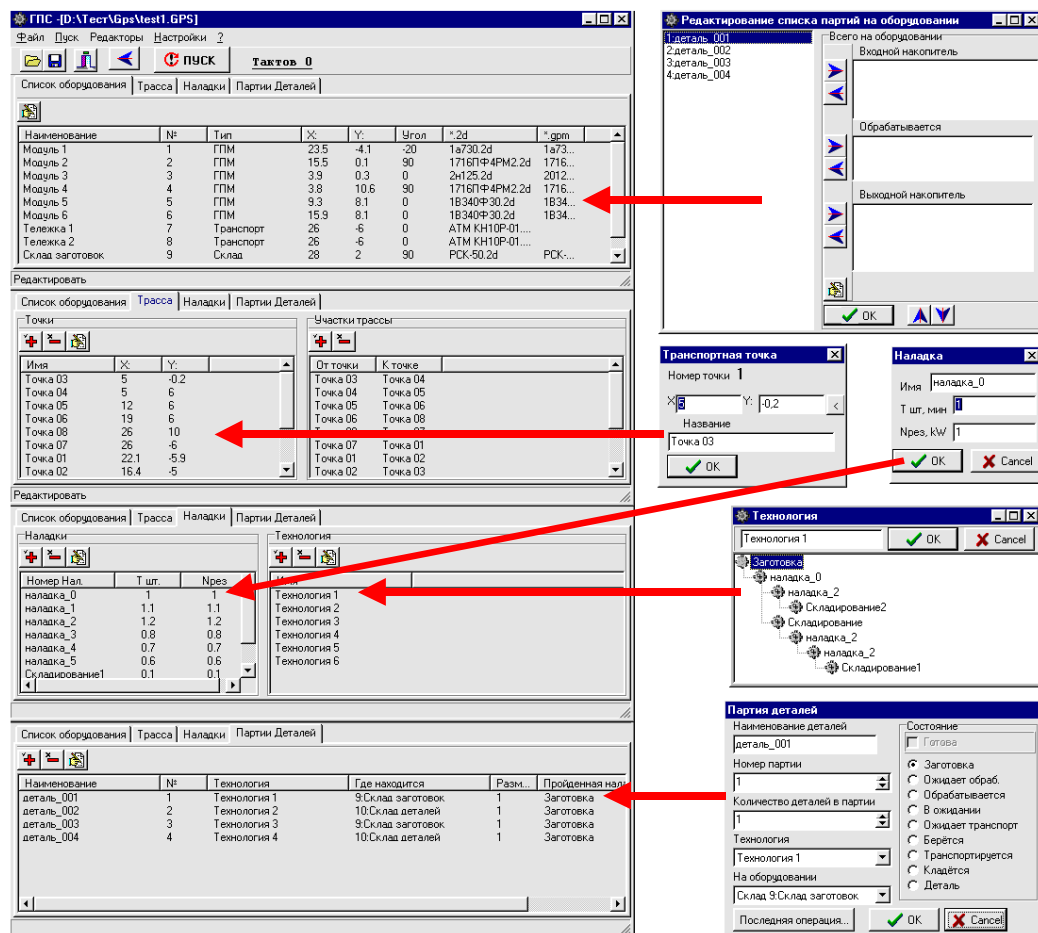 ГПС -[D:\Тест\Gps\test1.GPS]
Файл Пуск Редакторы Настройки ?
ПУСК Тактов 0
Список оборудования Трасса Наладки Партии Деталей
Наименование № Тип X: Y: Угол *.2d *.gpm
Модуль 1 1 ГПМ 23.5 -4.1 -20 1а730.2d 1а73...
Модуль 2 2 ГПМ 15.5 0.1 90 1716ПФ4РМ2.2d 1716...
Модуль 3 3 ГПМ 3.9 0.3 0 2н125.2d 2012...
Модуль 4 4 ГПМ 3.8 10.6 90 1716ПФ4РМ2.2d 1716...
Модуль 5 5 ГПМ 9.3 8.1 0 1В340Ф30.2d 1В34...
Модуль 6 6 ГПМ 15.9 8.1 0 1В340Ф30.2d 1В34...
Тележка 1 7 Транспорт 26 -6 0 АТМ КН10Р-01....
Тележка 2 8 Транспорт 26 -6 0 АТМ КН10Р-01....
Склад заготовок 9 Склад 28 2 90 РСК-50.2d РСК-...
Редактировать
Список оборудования Трасса Наладки Партии Деталей
Точки Участки трассы
Имя X: Y: От точки К точке
Точка 03 5 -0.2 Точка 03 Точка 04
Точка 04 5 6 Точка 04 Точка 05
Точка 05 12 6 Точка 05 Точка 06
Точка 06 19 6 Точка 06 Точка 08
Точка 08 26 10
Точка 07 26 -6 Точка 07 Точка 01
Точка 01 22.1 -5.9 Точка 01 Точка 02
Точка 02 16.4 -5 Точка 02 Точка 03
Редактировать
Список оборудования Трасса Наладки Партии Деталей
Наладки Технология
Номер Нал. Т шт. Nрез Имя
наладка_0 1 1 Технология 1
наладка_1 1.1 1.1 Технология 2
наладка_2 1.2 1.2 Технология 3
наладка_3 0.8 0.8 Технология 4
наладка_4 0.7 0.7 Технология 5
наладка_5 0.6 0.6 Технология 6
Складирование1 0.1 0.1
Список оборудования Трасса Наладки Партии Деталей
Наименование № Технология Где находится Разм... Пройденная нала
деталь_001 1 Технология 1 9:Склад заготовок 1 Заготовка
деталь_002 2 Технология 2 10:Склад деталей 1 Заготовка
деталь_003 3 Технология 3 9:Склад заготовок 1 Заготовка
деталь_004 4 Технология 4 10:Склад деталей 1 Заготовка
Редактирование списка партий на оборудовании
1:деталь_001
2:деталь_002
3:деталь_003
4:деталь_004
Всего на оборудовании
Входной накопитель
Обрабатывается
Выходной накопитель
OK
Транспортная точка
Номер точки 1
X 5 Y: -0,2 <
Название
Точка 03
OK
Наладка
Имя наладка_0
Т шт, мин 1
Nрез, kW 1
OK Cancel
Технология
Технология 1 OK Cancel
Заготовка
наладка_0
наладка_2
Складирование2
Складирование
наладка_2
наладка_2
Складирование1
Партия деталей
Наименование деталей
деталь_001
Номер партии
1
Количество деталей в партии
1
Технология
Технология 1
На оборудовании
Склад 9:Склад заготовок
Состояние
Готова
Заготовка
Ожидает обраб.
Обрабатывается
В ожидании
Ожидает транспорт
Берётся
Транспортируется
Кладётся
Деталь
Последняя операция... OK Cancel